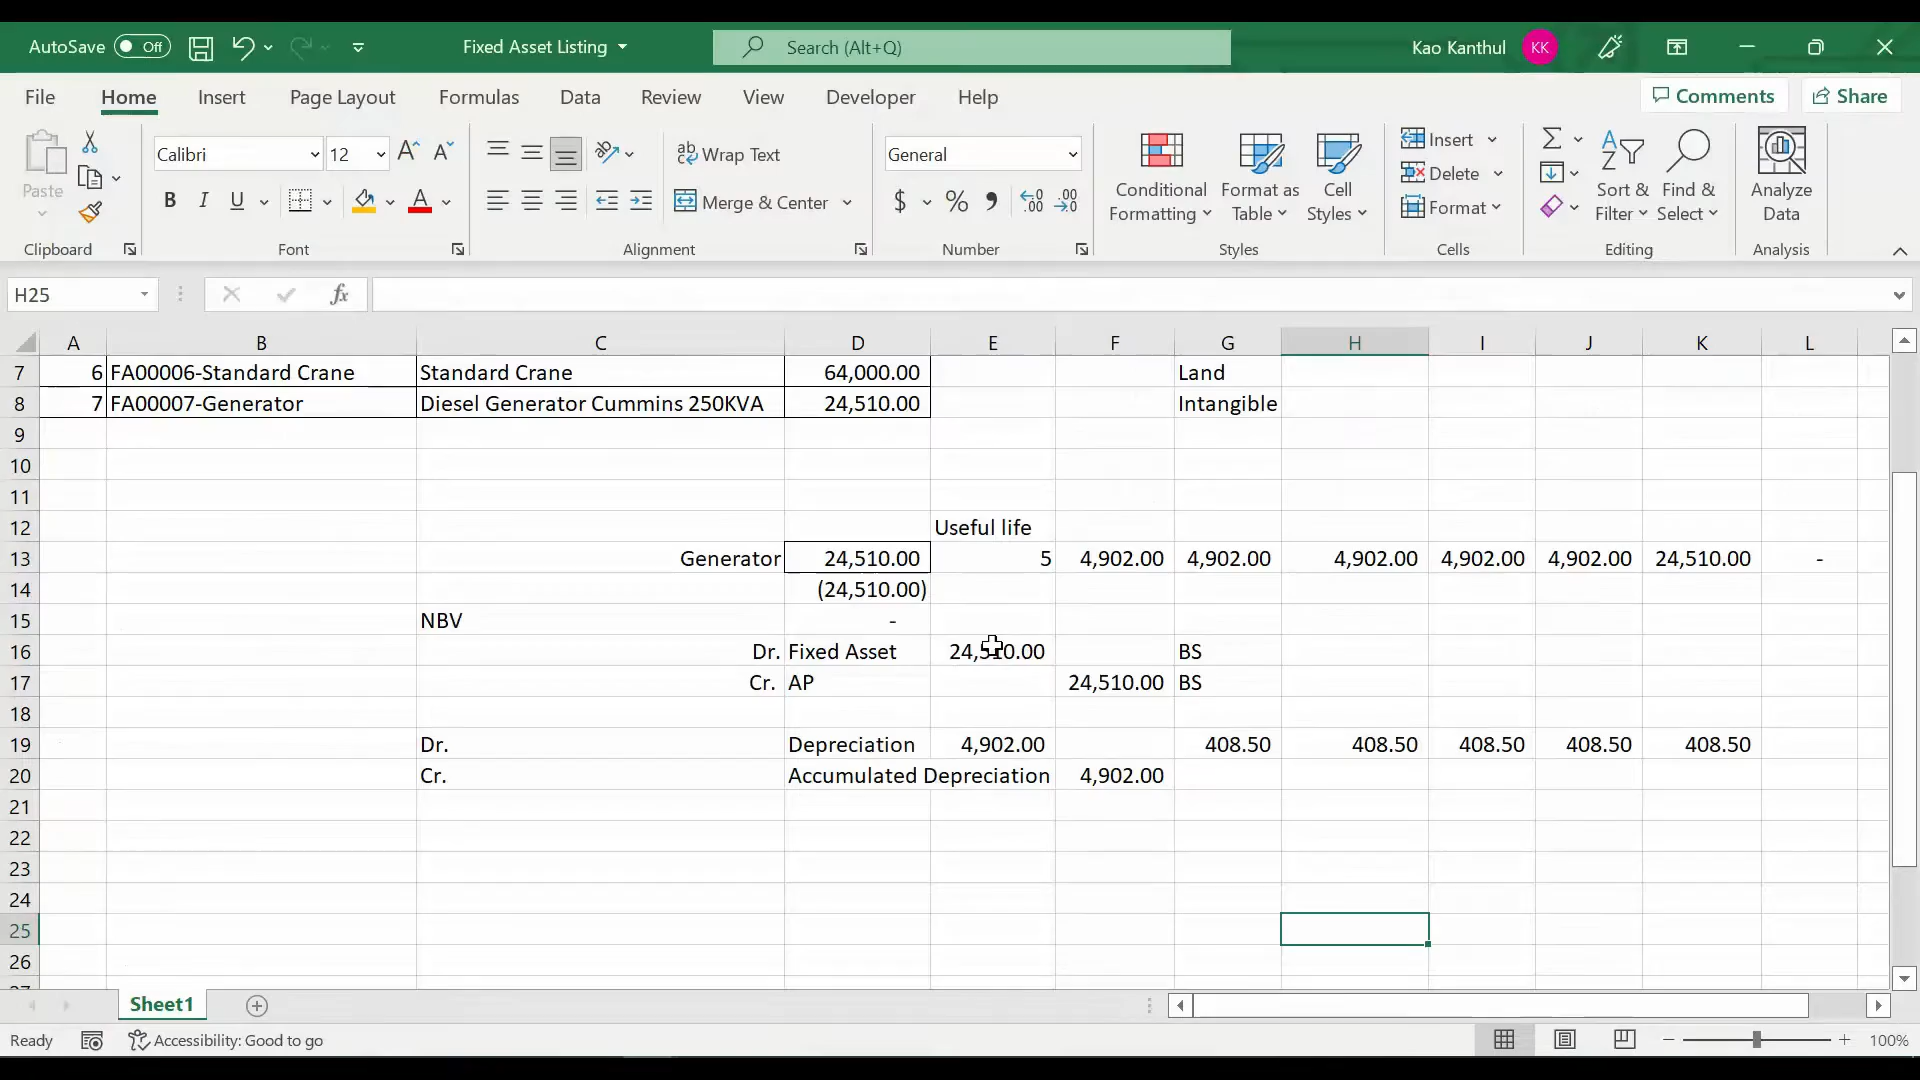 AutoSave Off Fixed Asset Listing Search (Alt+Q) Kao Kanthul KK
File Home Insert Page Layout Formulas Data Review View Developer Help Comments Share
Paste Calibri 12 A A ab Wrap Text General Conditional Formatting Format as Table Cell Styles Insert Delete Format Sort & Filter Find & Select Analyze Data
B I U A Merge & Center $ % 9
Clipboard Font Alignment Number Styles Cells Editing Analysis
H25 fx
A B C D E F G H I J K L
7 6 FA00006-Standard Crane Standard Crane 64,000.00 Land
8 7 FA00007-Generator Diesel Generator Cummins 250KVA 24,510.00 Intangible
9
10
11
12 Useful life
13 Generator 24,510.00 5 4,902.00 4,902.00 4,902.00 4,902.00 4,902.00 24,510.00 -
14 (24,510.00)
15 NBV -
16 Dr. Fixed Asset 24,510.00 BS
17 Cr. AP 24,510.00 BS
18
19 Dr. Depreciation 4,902.00 408.50 408.50 408.50 408.50 408.50
20 Cr. Accumulated Depreciation 4,902.00
21
22
23
24
25
26
Sheet1
Ready Accessibility: Good to go 100%